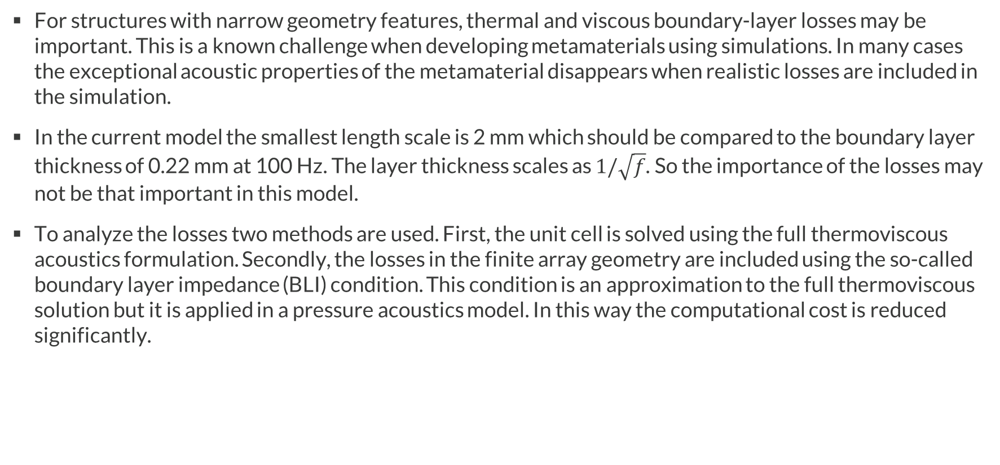 ▪ For structures with narrow geometry features, thermal and viscous boundary-layer losses may be
important. This is a known challenge when developing metamaterials using simulations. In many cases
the exceptional acoustic properties of the metamaterial disappears when realistic losses are included in
the simulation.
▪ In the current model the smallest length scale is 2 mm which should be compared to the boundary layer
thickness of 0.22 mm at 100 Hz. The layer thickness scales as 1/√f. So the importance of the losses may
not be that important in this model.
▪ To analyze the losses two methods are used. First, the unit cell is solved using the full thermoviscous
acoustics formulation. Secondly, the losses in the finite array geometry are included using the so-called
boundary layer impedance (BLI) condition. This condition is an approximation to the full thermoviscous
solution but it is applied in a pressure acoustics model. In this way the computational cost is reduced
significantly.